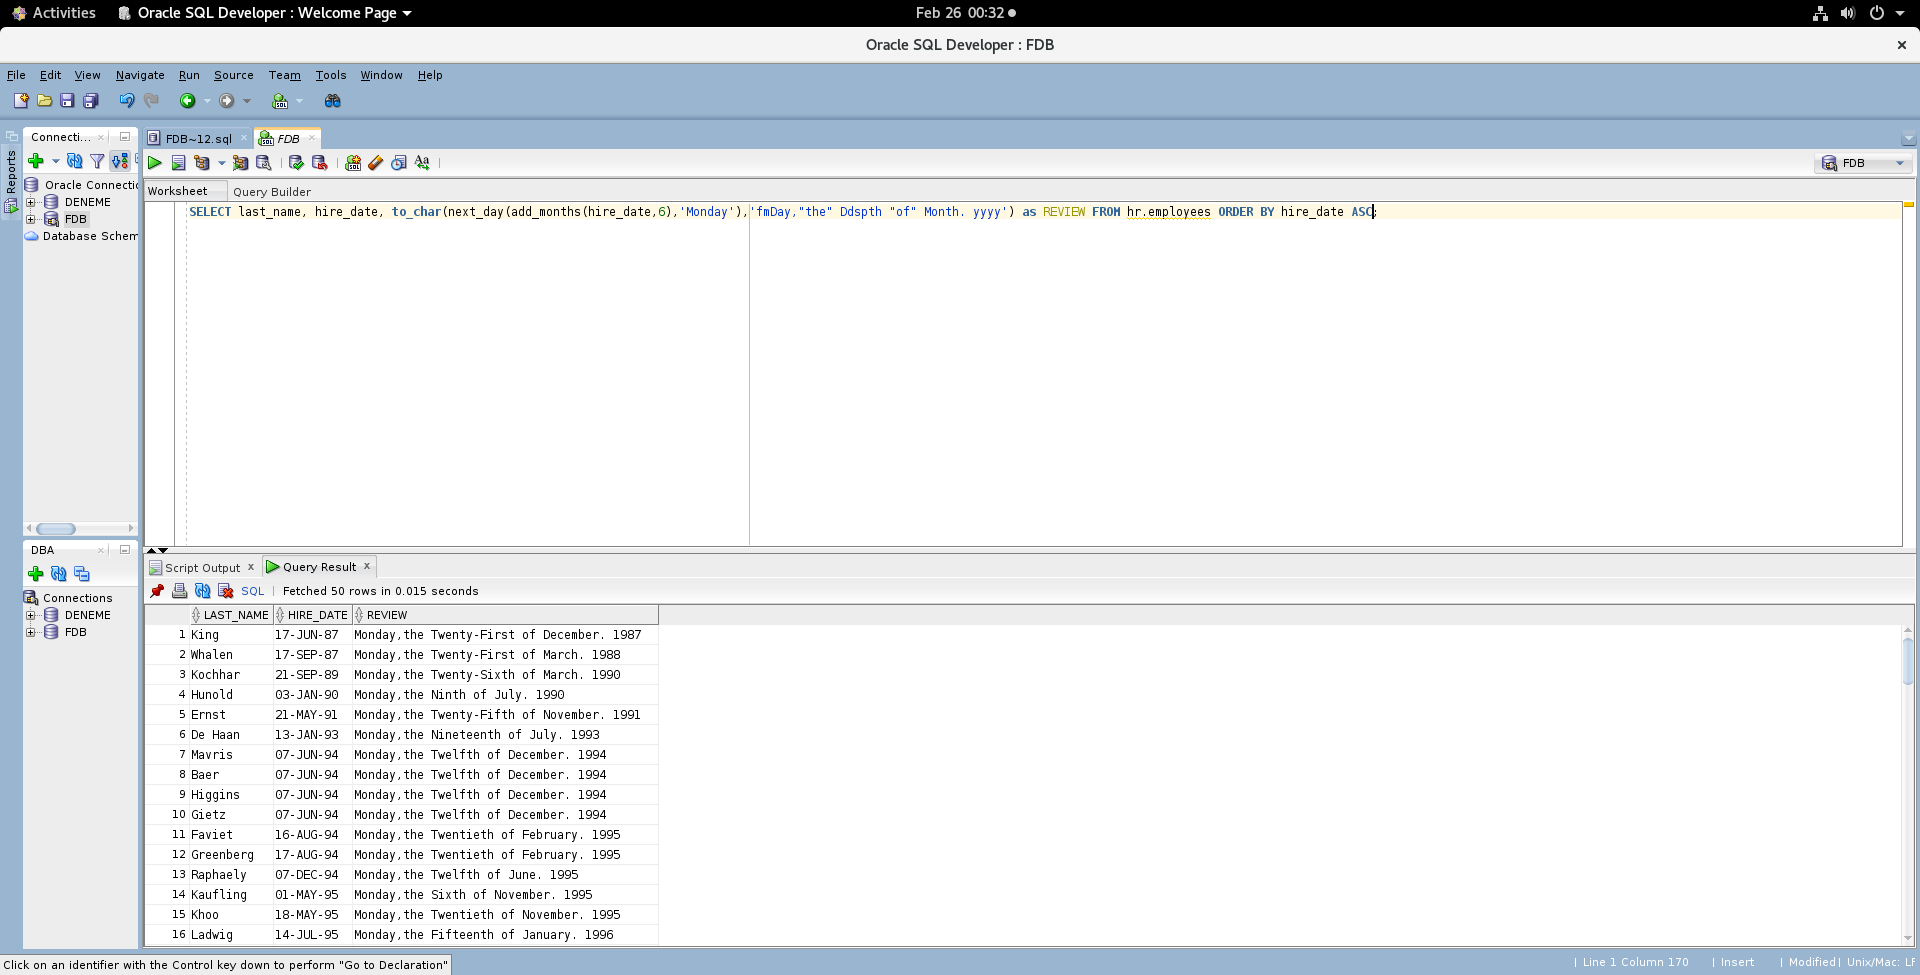 Activities Oracle SQL Developer : Welcome Page Feb 26 00:32
Oracle SQL Developer : FDB
File Edit View Navigate Run Source Team Tools Window Help
Reports
Connecti...
Oracle Connectio
DENEME
FDB
Database Schem
FDB~12.sql FDB
FDB
Worksheet Query Builder
SELECT last_name, hire_date, to_char(next_day(add_months(hire_date,6),'Monday'),'fmDay,"the" Ddspth "of" Month. yyyy') as REVIEW FROM hr.employees ORDER BY hire_date ASC;
DBA
Connections
DENEME
FDB
Script Output Query Result
SQL Fetched 50 rows in 0.015 seconds
LAST_NAME HIRE_DATE REVIEW
1 King 17-JUN-87 Monday,the Twenty-First of December. 1987
2 Whalen 17-SEP-87 Monday,the Twenty-First of March. 1988
3 Kochhar 21-SEP-89 Monday,the Twenty-Sixth of March. 1990
4 Hunold 03-JAN-90 Monday,the Ninth of July. 1990
5 Ernst 21-MAY-91 Monday,the Twenty-Fifth of November. 1991
6 De Haan 13-JAN-93 Monday,the Nineteenth of July. 1993
7 Mavris 07-JUN-94 Monday,the Twelfth of December. 1994
8 Baer 07-JUN-94 Monday,the Twelfth of December. 1994
9 Higgins 07-JUN-94 Monday,the Twelfth of December. 1994
10 Gietz 07-JUN-94 Monday,the Twelfth of December. 1994
11 Faviet 16-AUG-94 Monday,the Twentieth of February. 1995
12 Greenberg 17-AUG-94 Monday,the Twentieth of February. 1995
13 Raphaely 07-DEC-94 Monday,the Twelfth of June. 1995
14 Kaufling 01-MAY-95 Monday,the Sixth of November. 1995
15 Khoo 18-MAY-95 Monday,the Twentieth of November. 1995
16 Ladwig 14-JUL-95 Monday,the Fifteenth of January. 1996
Click on an identifier with the Control key down to perform "Go to Declaration" | Line 1 Column 170 | Insert | Modified | Unix/Mac: LF